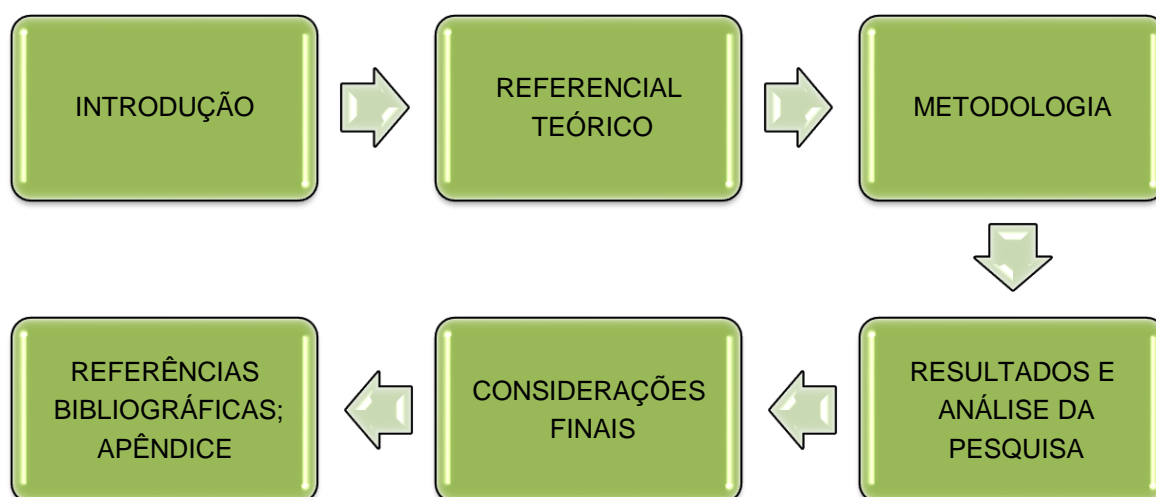 INTRODUÇÃO
REFERENCIAL
TEÓRICO
METODOLOGIA
RESULTADOS E
ANÁLISE DA
PESQUISA
CONSIDERAÇÕES
FINAIS
REFERÊNCIAS
BIBLIOGRÁFICAS;
APÊNDICE